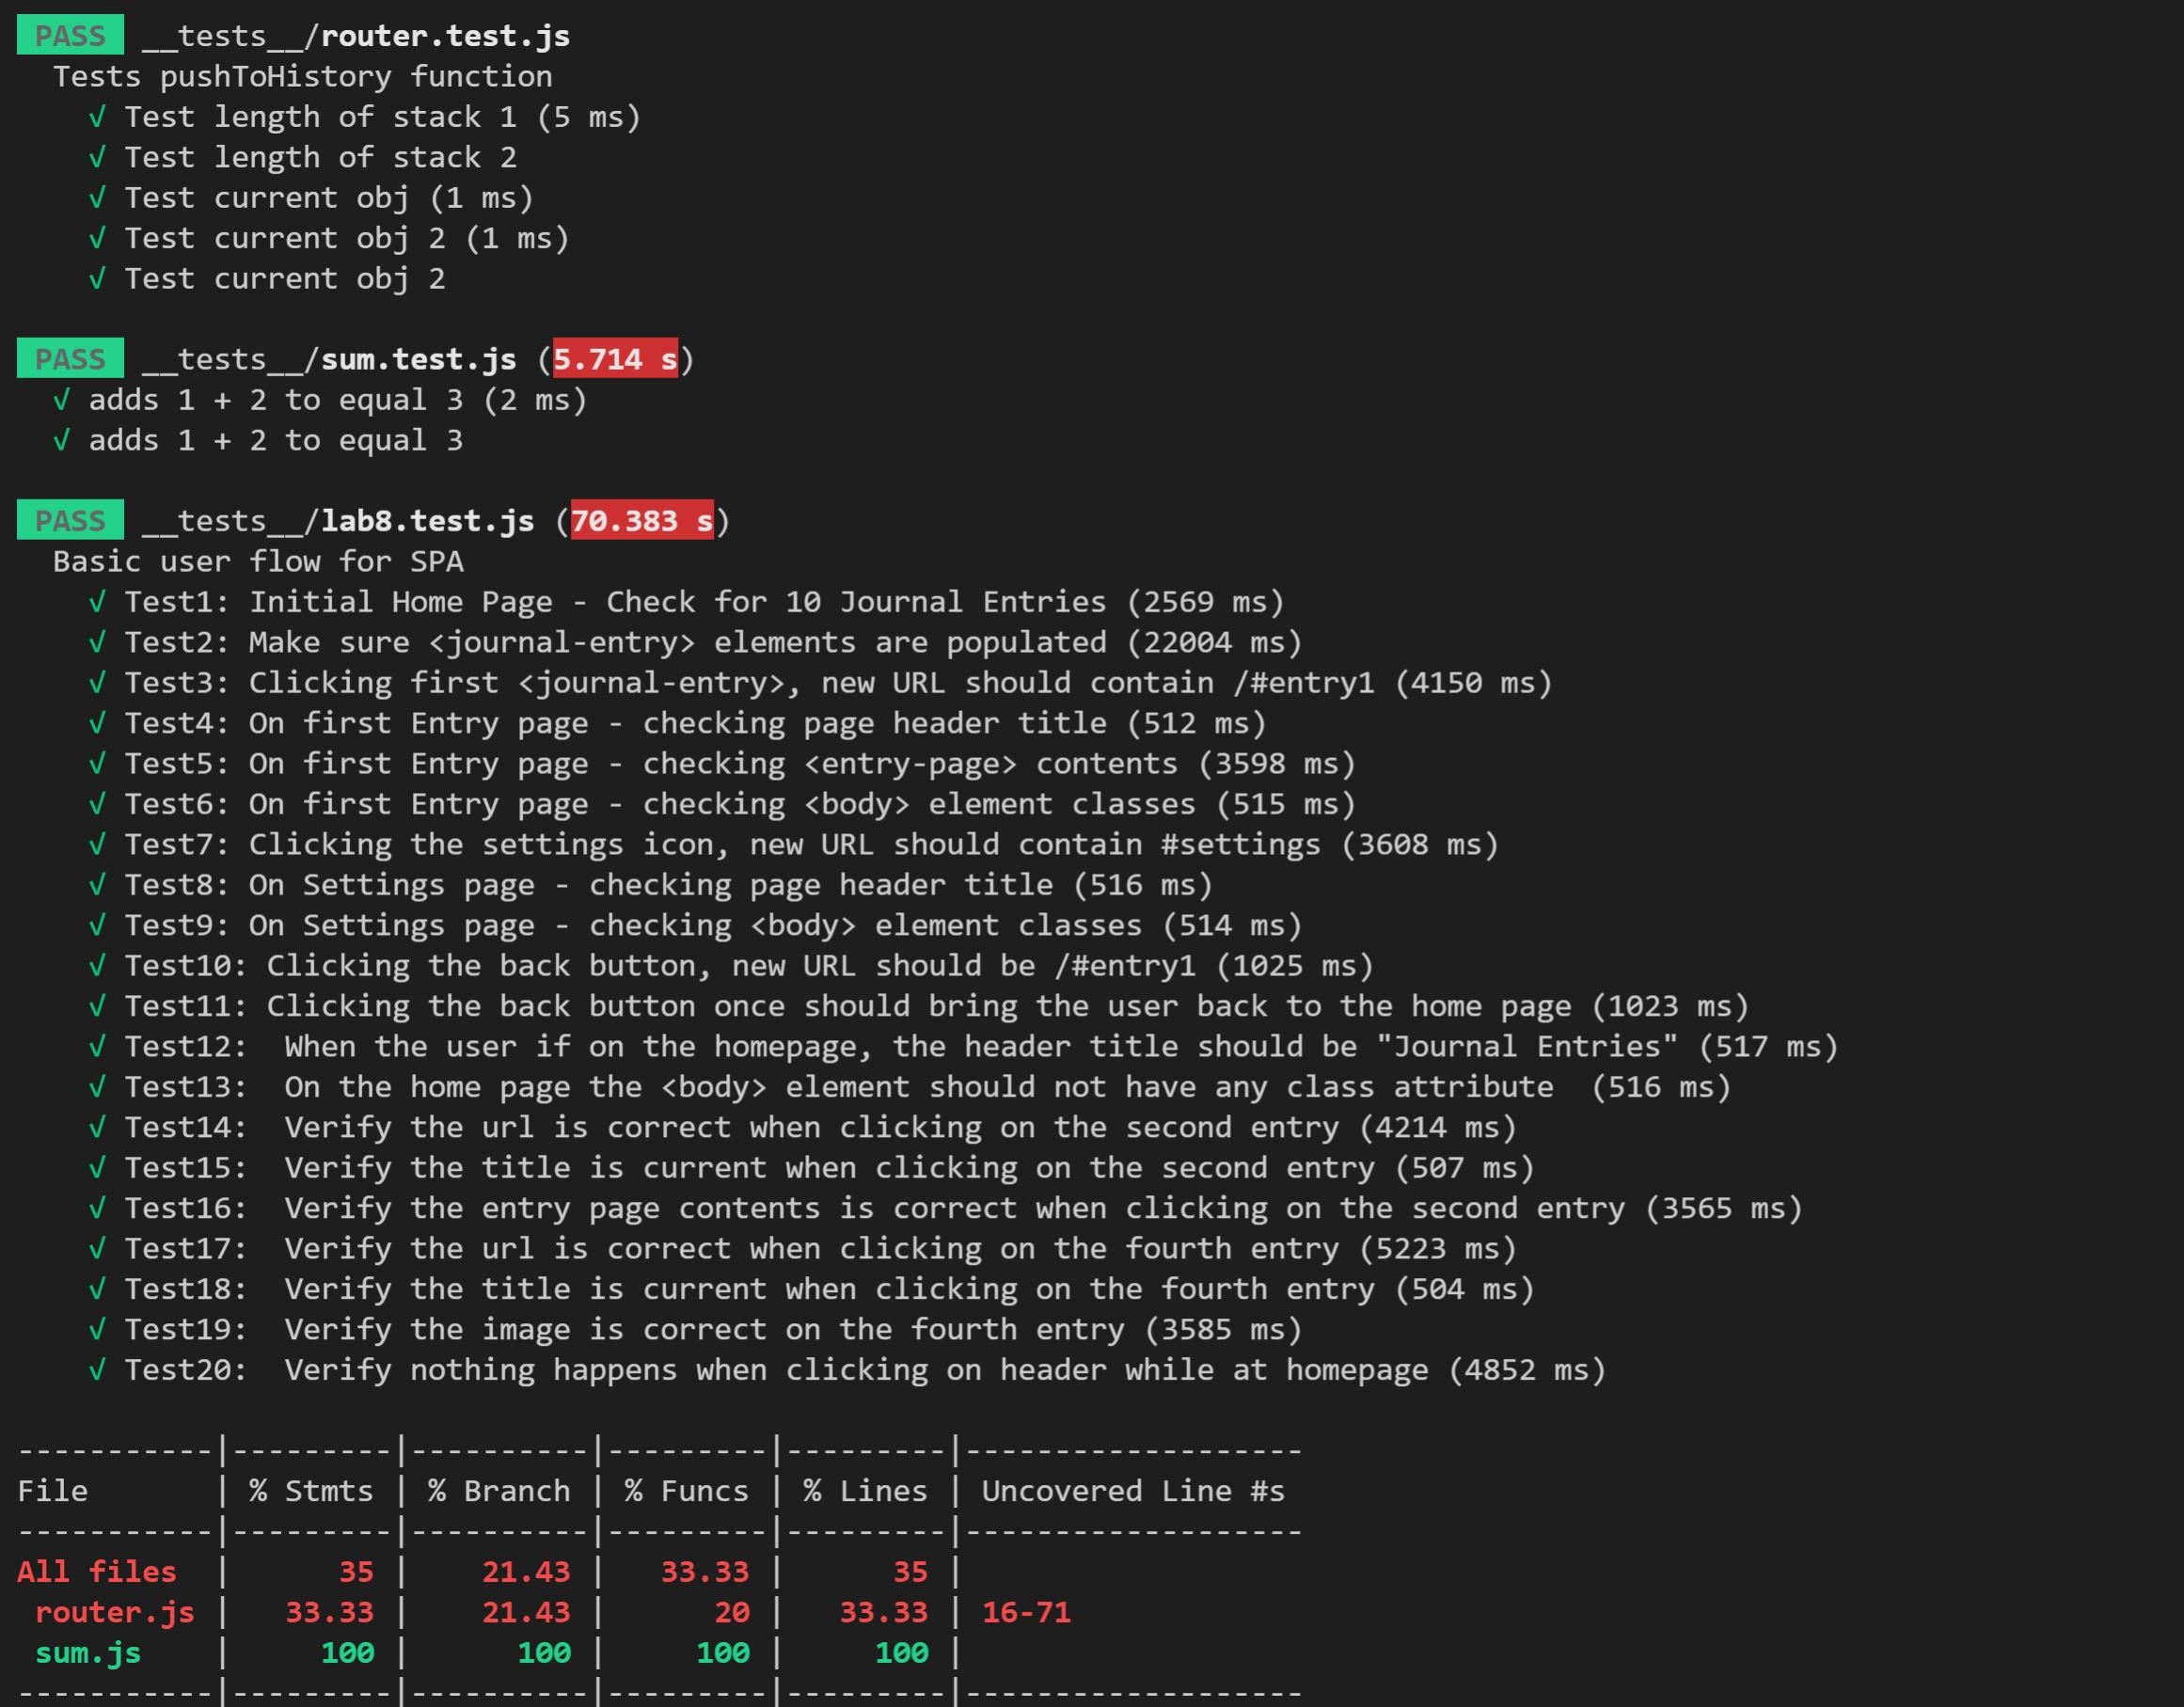 PASS __tests__/router.test.js
Tests pushToHistory function
√ Test length of stack 1 (5 ms)
√ Test length of stack 2
√ Test current obj (1 ms)
√ Test current obj 2 (1 ms)
√ Test current obj 2
PASS __tests__/sum.test.js (5.714 s)
√ adds 1 + 2 to equal 3 (2 ms)
√ adds 1 + 2 to equal 3
PASS __tests__/lab8.test.js (70.383 s)
Basic user flow for SPA
√ Test1: Initial Home Page - Check for 10 Journal Entries (2569 ms)
√ Test2: Make sure <journal-entry> elements are populated (22004 ms)
√ Test3: Clicking first <journal-entry>, new URL should contain /#entry1 (4150 ms)
√ Test4: On first Entry page - checking page header title (512 ms)
√ Test5: On first Entry page - checking <entry-page> contents (3598 ms)
√ Test6: On first Entry page - checking <body> element classes (515 ms)
√ Test7: Clicking the settings icon, new URL should contain #settings (3608 ms)
√ Test8: On Settings page - checking page header title (516 ms)
√ Test9: On Settings page - checking <body> element classes (514 ms)
√ Test10: Clicking the back button, new URL should be /#entry1 (1025 ms)
√ Test11: Clicking the back button once should bring the user back to the home page (1023 ms)
√ Test12:  When the user if on the homepage, the header title should be "Journal Entries" (517 ms)
√ Test13:  On the home page the <body> element should not have any class attribute  (516 ms)
√ Test14:  Verify the url is correct when clicking on the second entry (4214 ms)
√ Test15:  Verify the title is current when clicking on the second entry (507 ms)
√ Test16:  Verify the entry page contents is correct when clicking on the second entry (3565 ms)
√ Test17:  Verify the url is correct when clicking on the fourth entry (5223 ms)
√ Test18:  Verify the title is current when clicking on the fourth entry (504 ms)
√ Test19:  Verify the image is correct on the fourth entry (3585 ms)
√ Test20:  Verify nothing happens when clicking on header while at homepage (4852 ms)
-----------|---------|----------|---------|---------|-------------------
File       | % Stmts | % Branch | % Funcs | % Lines | Uncovered Line #s
-----------|---------|----------|---------|---------|-------------------
All files  |      35 |    21.43 |   33.33 |      35 |
 router.js |   33.33 |    21.43 |      20 |   33.33 | 16-71
 sum.js    |     100 |      100 |     100 |     100 |
-----------|---------|----------|---------|---------|-------------------